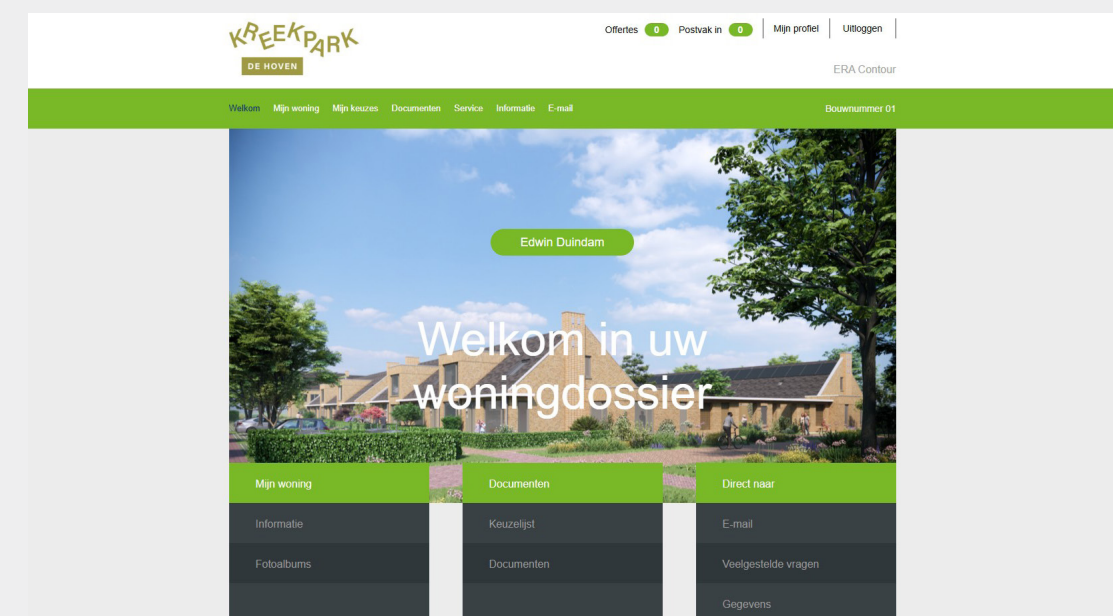 KREEKPARK
DE HOVEN
Offertes 0 Postvak in 0 Mijn profiel Uitloggen
ERA Contour
Welkom Mijn woning Mijn keuzes Documenten Service Informatie E-mail Bouwnummer 01
Edwin Duindam
Welkom in uw
woningdossier
Mijn woning Documenten Direct naar
Informatie Keuzelijst E-mail
Fotoalbums Documenten Veelgestelde vragen
Gegevens